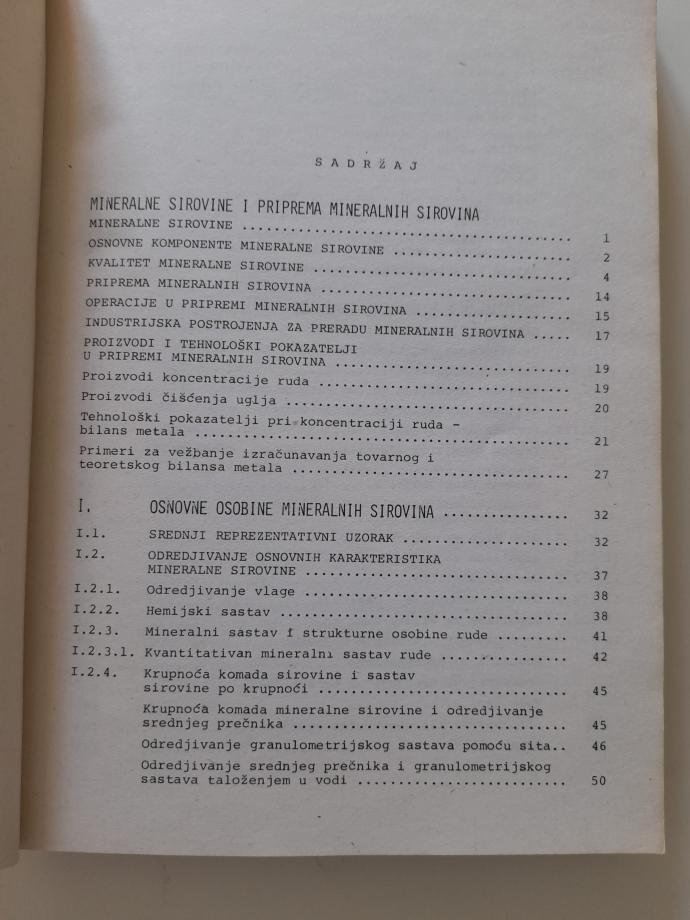 S A D R Ž A J
MINERALNE SIROVINE I PRIPREMA MINERALNIH SIROVINA
MINERALNE SIROVINE ......................................... 1
OSNOVNE KOMPONENTE MINERALNE SIROVINE ...................... 2
KVALITET MINERALNE SIROVINE ................................ 4
PRIPREMA MINERALNIH SIROVINA ............................... 14
OPERACIJE U PRIPREMI MINERALNIH SIROVINA ................... 15
INDUSTRIJSKA POSTROJENJA ZA PRERADU MINERALNIH SIROVINA ..... 17
PROIZVODI I TEHNOLOŠKI POKAZATELJI
U PRIPREMI MINERALNIH SIROVINA ............................. 19
Proizvodi koncentracije ruda ................................ 19
Proizvodi čišćenja uglja ................................... 20
Tehnološki pokazatelji pri koncentraciji ruda -
bilans metala .............................................. 21
Primeri za vežbanje izračunavanja tovarnog i
teoretskog bilansa metala .................................. 27
I. OSNOVNE OSOBINE MINERALNIH SIROVINA ................ 32
I.1. SREDNJI REPREZENTATIVNI UZORAK ..................... 32
I.2. ODREDJIVANJE OSNOVNIH KARAKTERISTIKA
MINERALNE SIROVINE ................................. 37
I.2.1. Odredjivanje vlage .................................. 38
I.2.2. Hemijski sastav .................................... 38
I.2.3. Mineralni sastav i strukturne osobine rude ......... 41
I.2.3.1. Kvantitativan mineralni sastav rude ................ 42
I.2.4. Krupnoća komada sirovine i sastav
sirovine po krupnoći ............................... 45
Krupnoća komada mineralne sirovine i odredjivanje
srednjeg prečnika .................................. 45
Odredjivanje granulometrijskog sastava pomoću sita.. 46
Odredjivanje srednjeg prečnika i granulometrijskog
sastava taloženjem u vodi .......................... 50